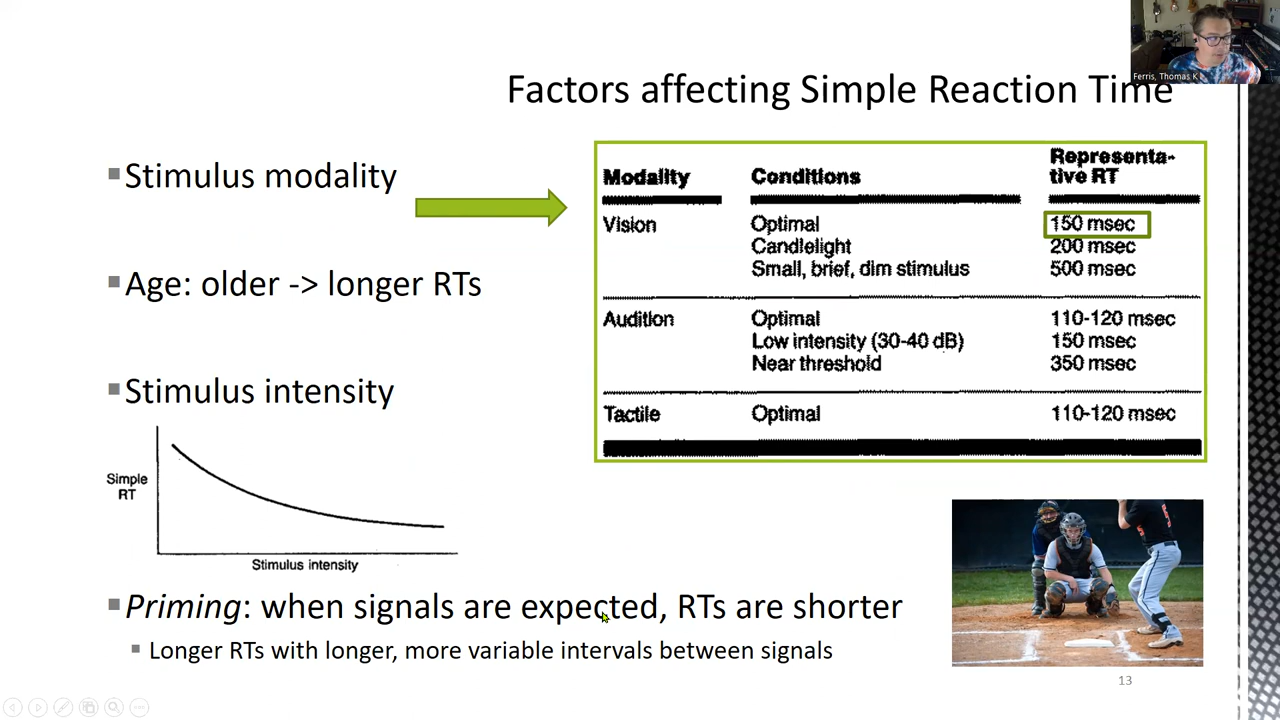 Ferris, Thomas K
Factors affecting Simple Reaction Time
▪Stimulus modality
▪Age: older -> longer RTs
▪Stimulus intensity
Simple
RT
Stimulus intensity
▪Priming: when signals are expected, RTs are shorter
▪Longer RTs with longer, more variable intervals between signals
Modality Conditions Representa-
tive RT
Vision Optimal 150 msec
Candlelight 200 msec
Small, brief, dim stimulus 500 msec
Audition Optimal 110-120 msec
Low intensity (30-40 dB) 150 msec
Near threshold 350 msec
Tactile Optimal 110-120 msec
13